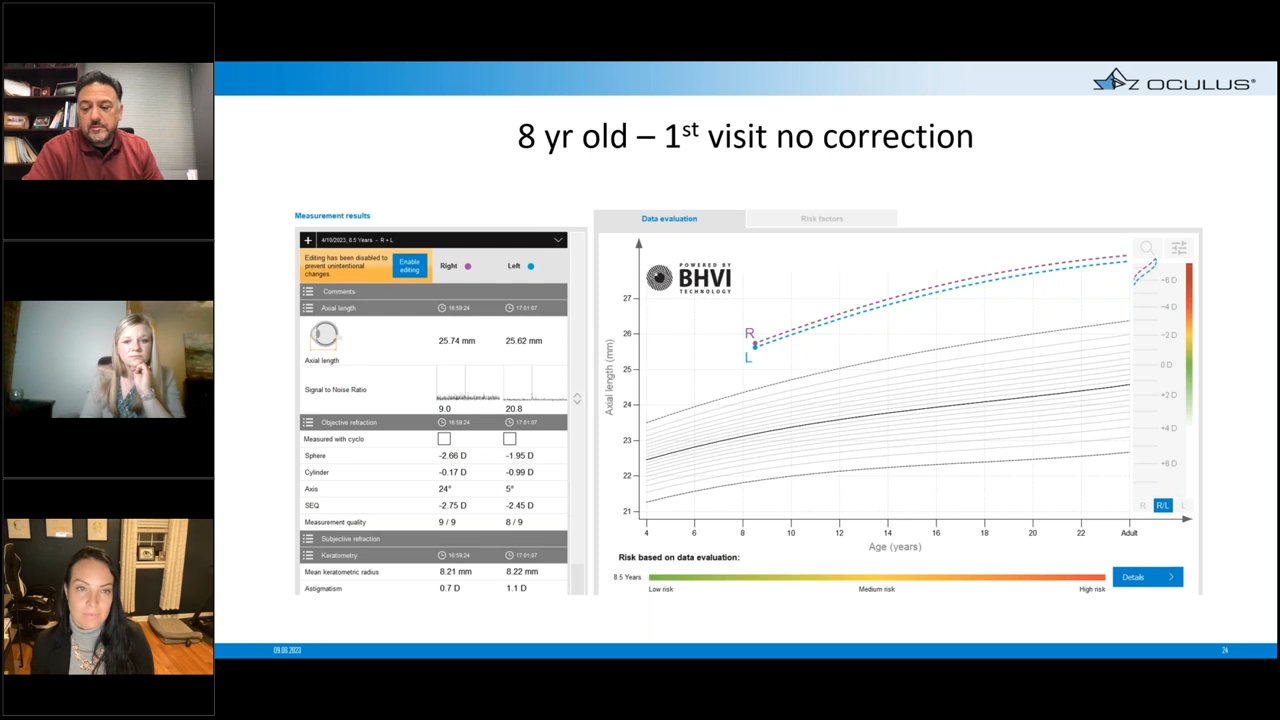 OCULUS®
8 yr old – 1st visit no correction
Measurement results
4/10/2023, 8.5 Years - R + L
Editing has been disabled to
prevent unintentional
changes.
Enable
editing
Right
Left
Comments
Axial length
16:59:24
17:01:07
25.74 mm
25.62 mm
Axial length
Signal to Noise Ratio
9.0
20.8
Objective refraction
16:59:24
17:01:07
Measured with cyclo
Sphere
-2.66 D
-1.95 D
Cylinder
-0.17 D
-0.99 D
Axis
24°
5°
SEQ
-2.75 D
-2.45 D
Measurement quality
9 / 9
8 / 9
Subjective refraction
Keratometry
16:59:24
17:01:07
Mean keratometric radius
8.21 mm
8.22 mm
Astigmatism
0.7 D
1.1 D
Data evaluation
Risk factors
POWERED BY
BHVI
TECHNOLOGY
Axial length (mm)
27
26
25
24
23
22
21
R
L
-6 D
-4 D
-2 D
0 D
+2 D
+4 D
+6 D
R
R/L
L
4
6
8
10
12
14
16
18
20
22
Adult
Age (years)
Risk based on data evaluation:
8.5 Years
Low risk
Medium risk
High risk
Details
24